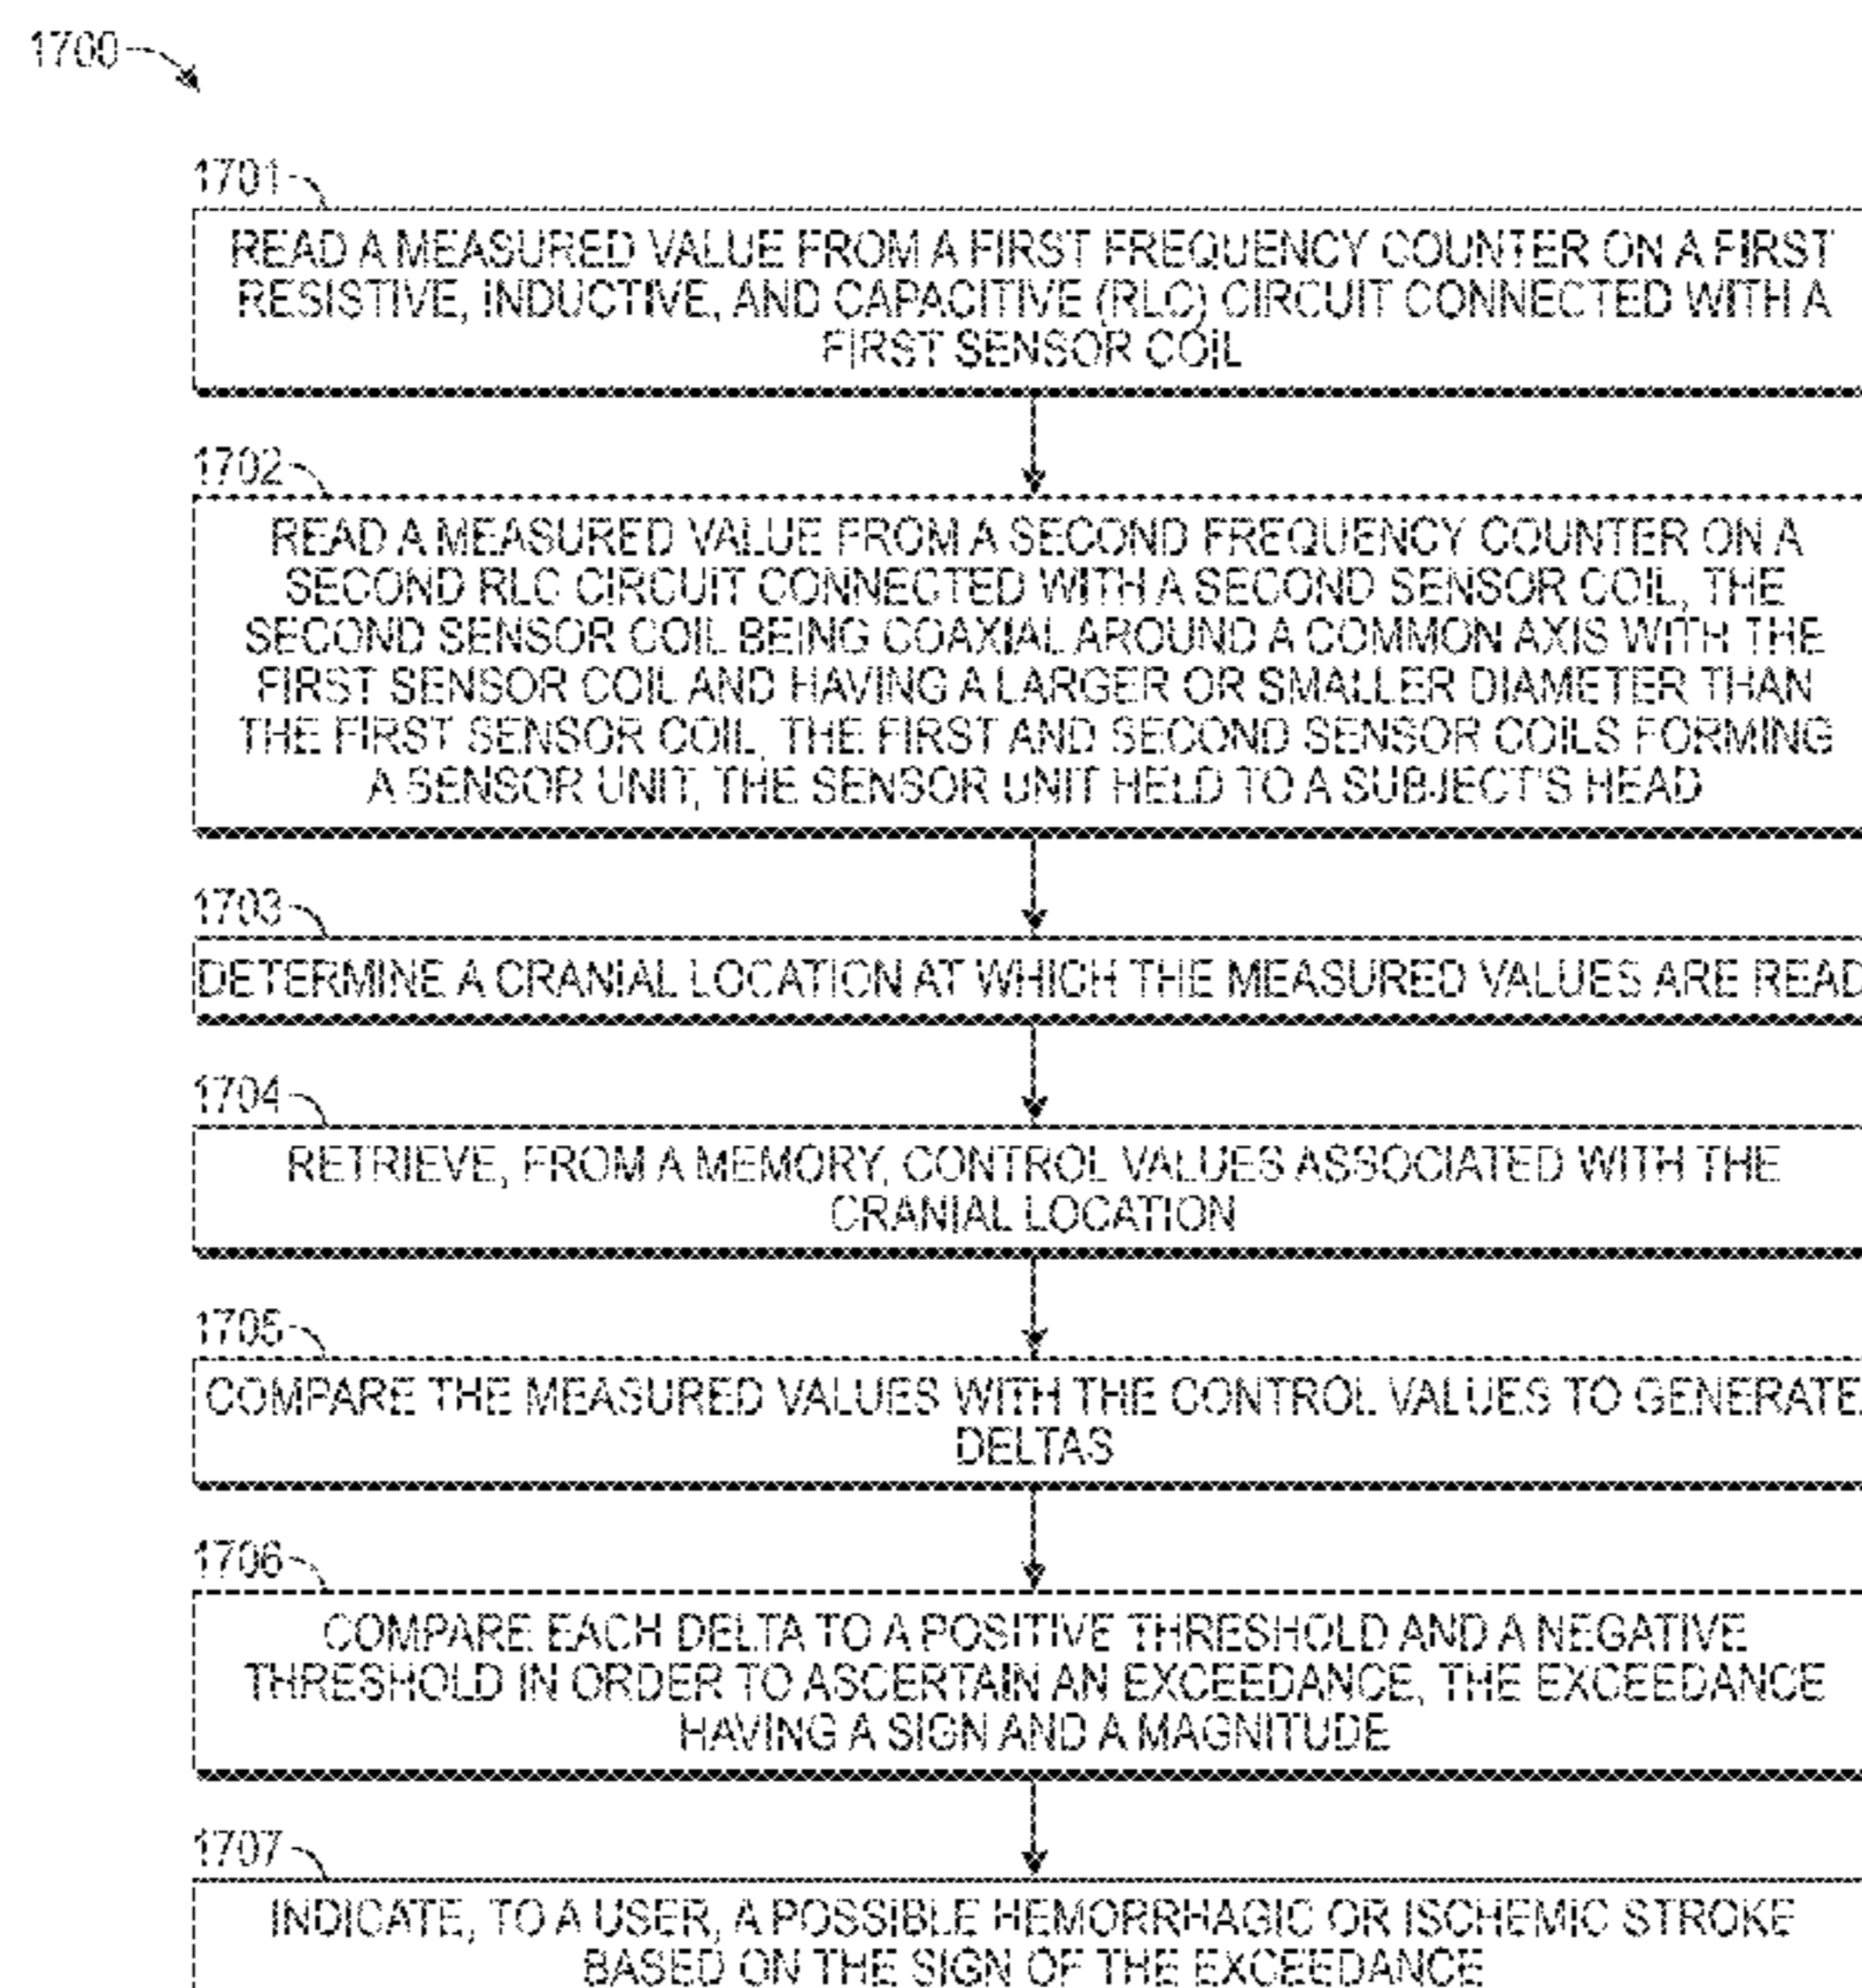 1700
1701
READ A MEASURED VALUE FROM A FIRST FREQUENCY COUNTER ON A FIRST
RESISTIVE, INDUCTIVE, AND CAPACITIVE (RLC) CIRCUIT CONNECTED WITH A
FIRST SENSOR COIL
1702
READ A MEASURED VALUE FROM A SECOND FREQUENCY COUNTER ON A
SECOND RLC CIRCUIT CONNECTED WITH A SECOND SENSOR COIL, THE
SECOND SENSOR COIL BEING COAXIAL AROUND A COMMON AXIS WITH THE
FIRST SENSOR COIL AND HAVING A LARGER OR SMALLER DIAMETER THAN
THE FIRST SENSOR COIL, THE FIRST AND SECOND SENSOR COILS FORMING
A SENSOR UNIT, THE SENSOR UNIT HELD TO A SUBJECT'S HEAD
1703
DETERMINE A CRANIAL LOCATION AT WHICH THE MEASURED VALUES ARE READ
1704
RETRIEVE, FROM A MEMORY, CONTROL VALUES ASSOCIATED WITH THE
CRANIAL LOCATION
1705
COMPARE THE MEASURED VALUES WITH THE CONTROL VALUES TO GENERATE
DELTAS
1706
COMPARE EACH DELTA TO A POSITIVE THRESHOLD AND A NEGATIVE
THRESHOLD IN ORDER TO ASCERTAIN AN EXCEEDANCE, THE EXCEEDANCE
HAVING A SIGN AND A MAGNITUDE
1707
INDICATE, TO A USER, A POSSIBLE HEMORRHAGIC OR ISCHEMIC STROKE
BASED ON THE SIGN OF THE EXCEEDANCE